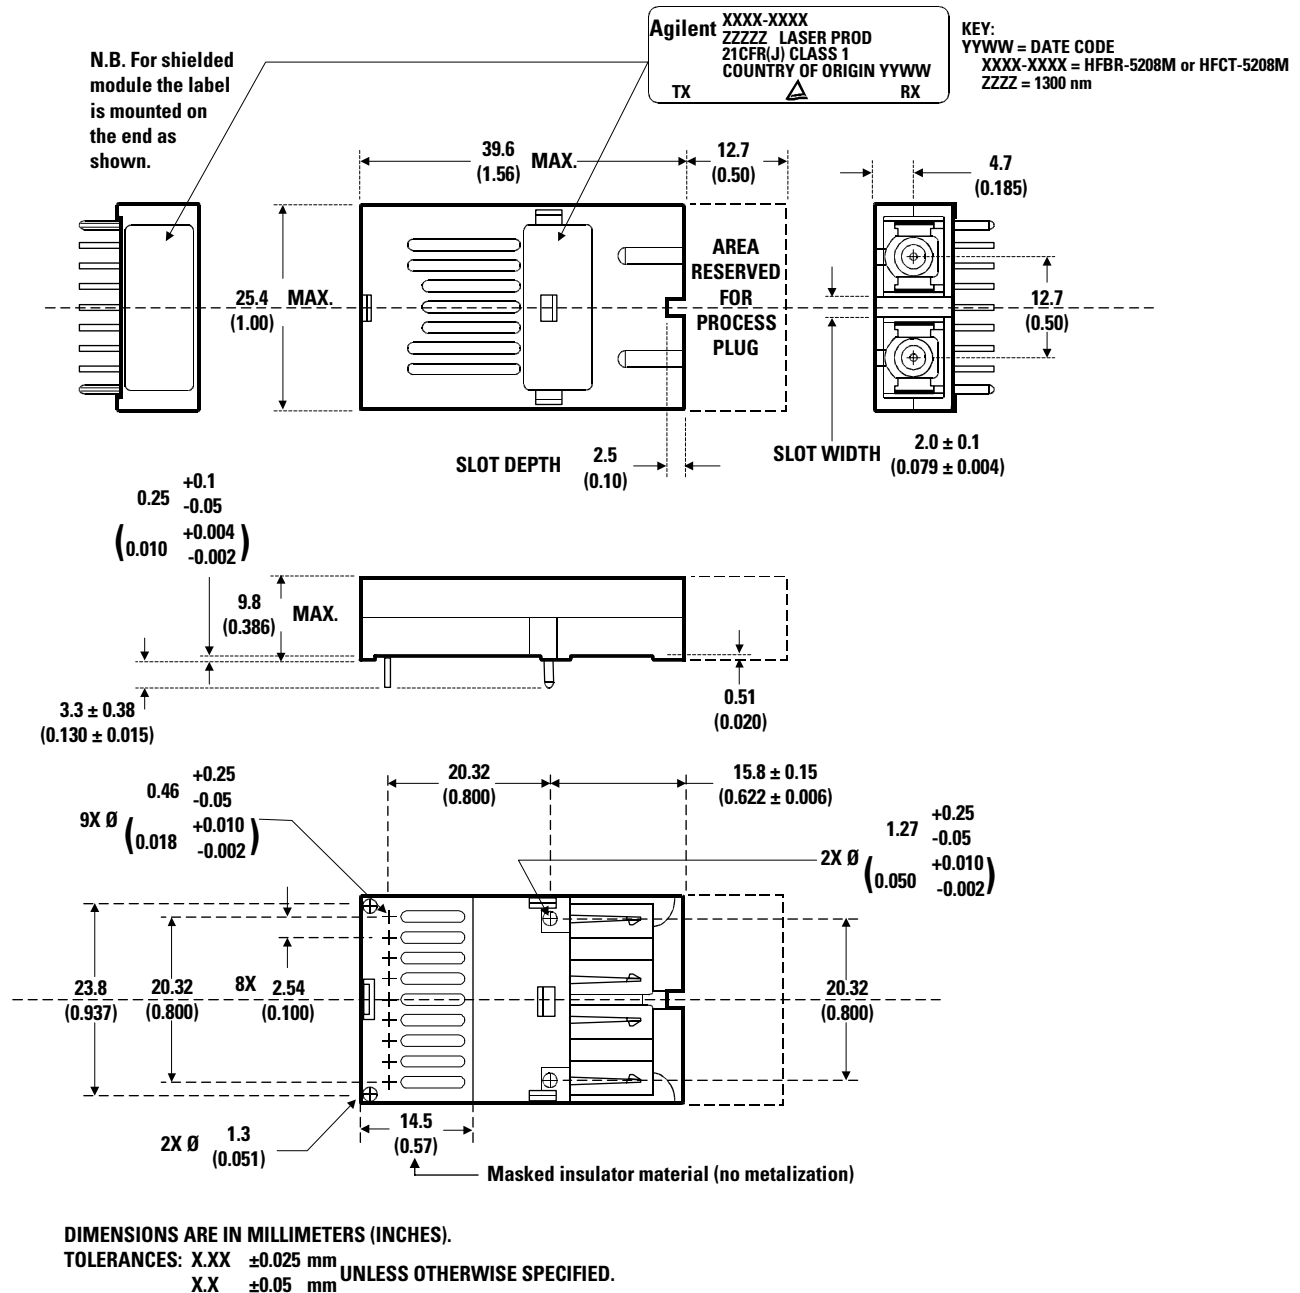 Agilent
XXXX-XXXX
ZZZZZ LASER PROD
21CFR(J) CLASS 1
COUNTRY OF ORIGIN YYWW
TX
RX
KEY:
YYWW = DATE CODE
XXXX-XXXX = HFBR-5208M or HFCT-5208M
ZZZZ = 1300 nm
N.B. For shielded
module the label
is mounted on
the end as
shown.
39.6
(1.56)
MAX.
12.7
(0.50)
4.7
(0.185)
25.4
(1.00)
MAX.
AREA
RESERVED
FOR
PROCESS
PLUG
12.7
(0.50)
SLOT DEPTH
2.5
(0.10)
SLOT WIDTH
2.0 ± 0.1
(0.079 ± 0.004)
0.25
+0.1
-0.05
(0.010
+0.004
-0.002)
9.8
(0.386)
MAX.
3.3 ± 0.38
(0.130 ± 0.015)
0.51
(0.020)
20.32
(0.800)
15.8 ± 0.15
(0.622 ± 0.006)
9X Ø
0.46
+0.25
-0.05
(0.018
+0.010
-0.002)
2X Ø
1.27
+0.25
-0.05
(0.050
+0.010
-0.002)
23.8
(0.937)
20.32
(0.800)
8X
2.54
(0.100)
20.32
(0.800)
2X Ø
1.3
(0.051)
14.5
(0.57)
Masked insulator material (no metalization)
DIMENSIONS ARE IN MILLIMETERS (INCHES).
TOLERANCES: X.XX ±0.025 mm
X.X ±0.05 mm
UNLESS OTHERWISE SPECIFIED.